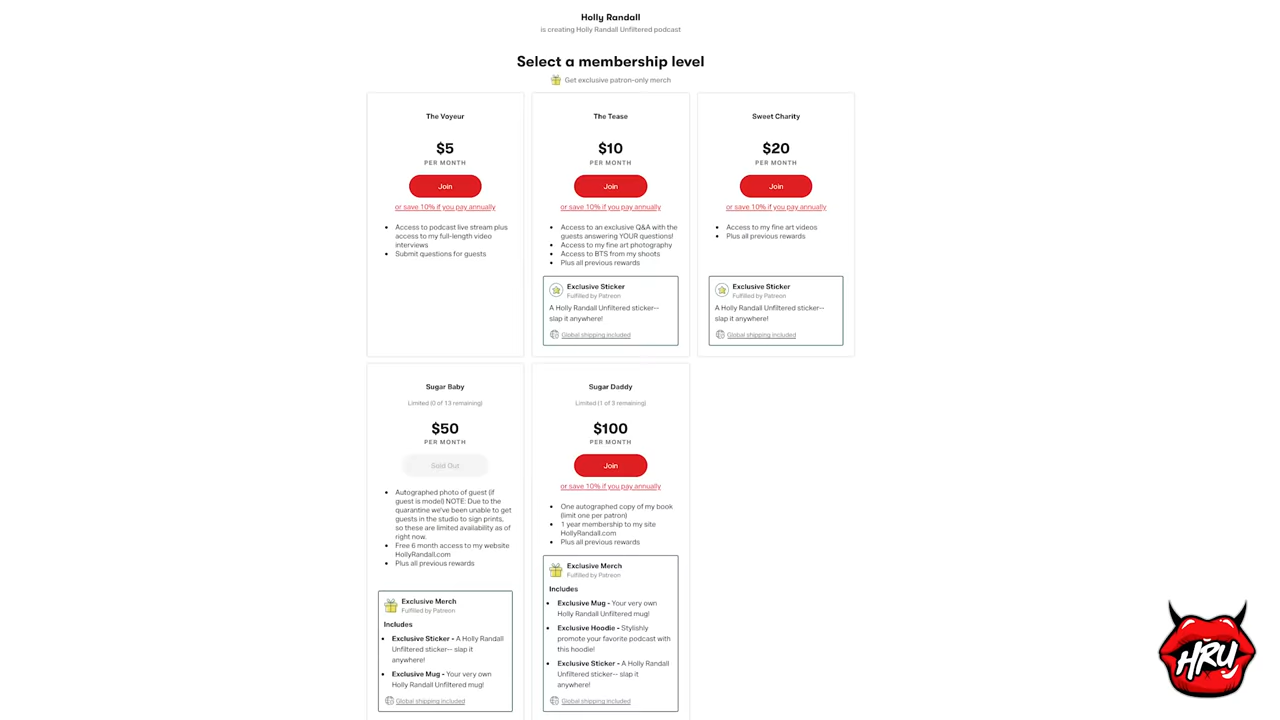 Holly Randall
is creating Holly Randall Unfiltered podcast
Select a membership level
Get exclusive patron-only merch
The Voyeur
$5
PER MONTH
Join
or save 10% if you pay annually
Access to podcast live stream plus
access to my full-length video
interviews
Submit questions for guests
The Tease
$10
PER MONTH
Join
or save 10% if you pay annually
Access to an exclusive Q&A with the
guests answering YOUR questions!
Access to my fine art photography
Access to BTS from my shoots
Plus all previous rewards
Exclusive Sticker
Fulfilled by Patreon
A Holly Randall Unfiltered sticker--
slap it anywhere!
Global shipping included
Sweet Charity
$20
PER MONTH
Join
or save 10% if you pay annually
Access to my fine art videos
Plus all previous rewards
Exclusive Sticker
Fulfilled by Patreon
A Holly Randall Unfiltered sticker--
slap it anywhere!
Global shipping included
Sugar Baby
Limited (0 of 13 remaining)
$50
PER MONTH
Sold Out
Autographed photo of guest (if
guest is model) NOTE: Due to the
quarantine we've been unable to get
guests in the studio to sign prints,
so these are limited availability as of
right now.
Free 6 month access to my website
HollyRandall.com
Plus all previous rewards
Exclusive Merch
Fulfilled by Patreon
Includes
Exclusive Sticker - A Holly Randall
Unfiltered sticker-- slap it
anywhere!
Exclusive Mug - Your very own
Holly Randall Unfiltered mug!
Global shipping included
Sugar Daddy
Limited (1 of 3 remaining)
$100
PER MONTH
Join
or save 10% if you pay annually
One autographed copy of my book
(limit one per patron)
1 year membership to my site
HollyRandall.com
Plus all previous rewards
Exclusive Merch
Fulfilled by Patreon
Includes
Exclusive Mug - Your very own
Holly Randall Unfiltered mug!
Exclusive Hoodie - Stylishly
promote your favorite podcast with
this hoodie!
Exclusive Sticker - A Holly Randall
Unfiltered sticker-- slap it
anywhere!
Global shipping included
HRU